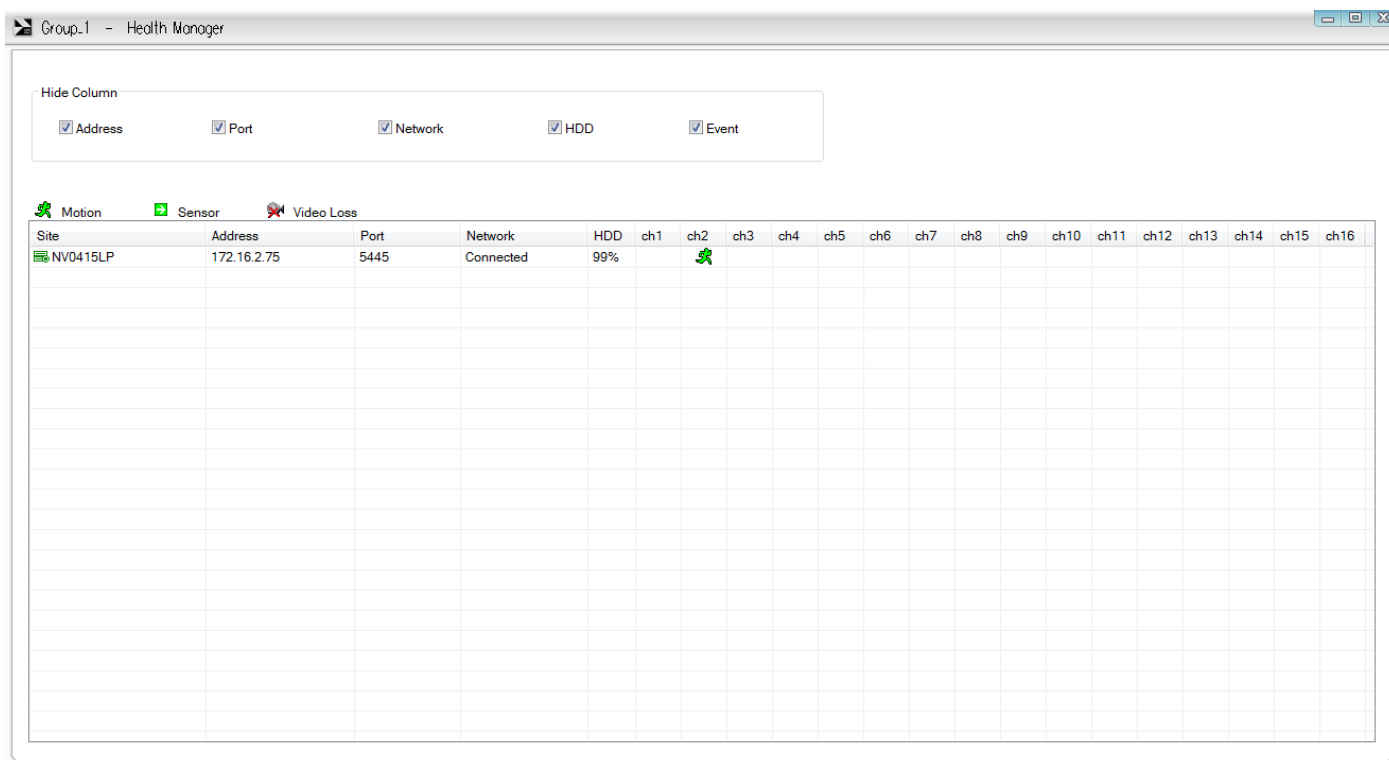 Group_1 - Health Manager
Hide Column
Address Port Network HDD Event
Motion Sensor Video Loss
Site Address Port Network HDD ch1 ch2 ch3 ch4 ch5 ch6 ch7 ch8 ch9 ch10 ch11 ch12 ch13 ch14 ch15 ch16
NV0415LP 172.16.2.75 5445 Connected 99%